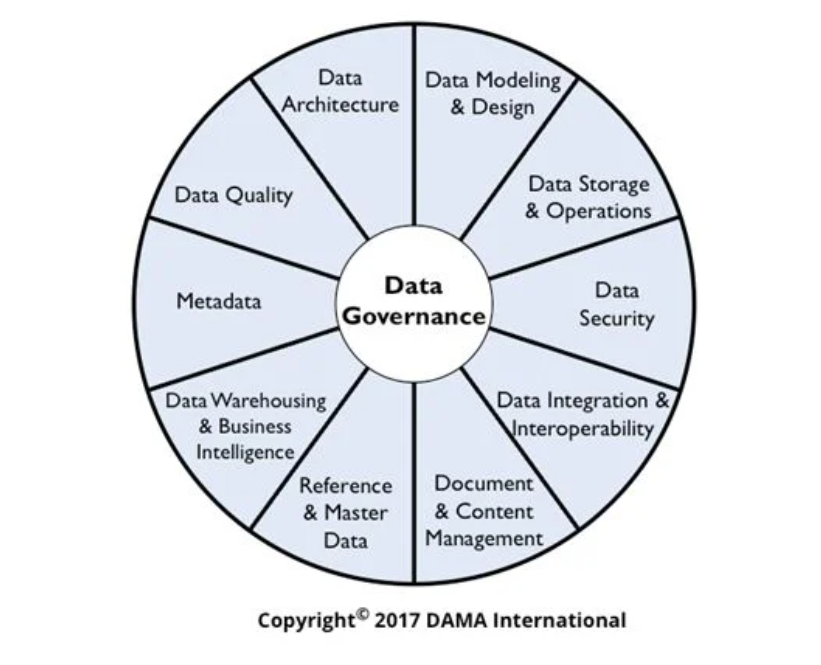 Data
Architecture
Data Modeling
& Design
Data Quality
Data Storage
& Operations
Metadata
Data
Governance
Data
Security
Data Warehousing
& Business
Intelligence
Data Integration &
Interoperability
Reference
& Master
Data
Document
& Content
Management
Copyright© 2017 DAMA International